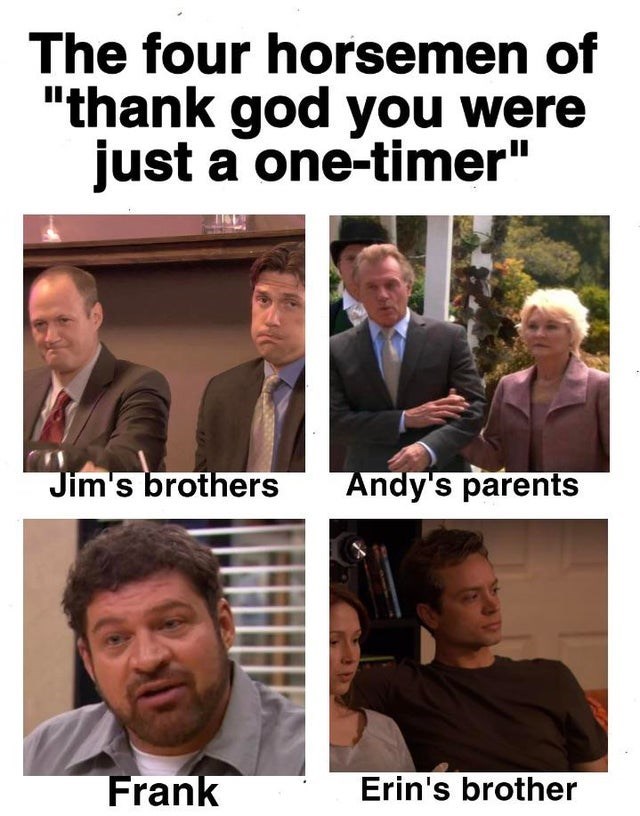 The four horsemen of
"thank god you were
just a one-timer"
Jim's brothers
Andy's parents
Frank
Erin's brother